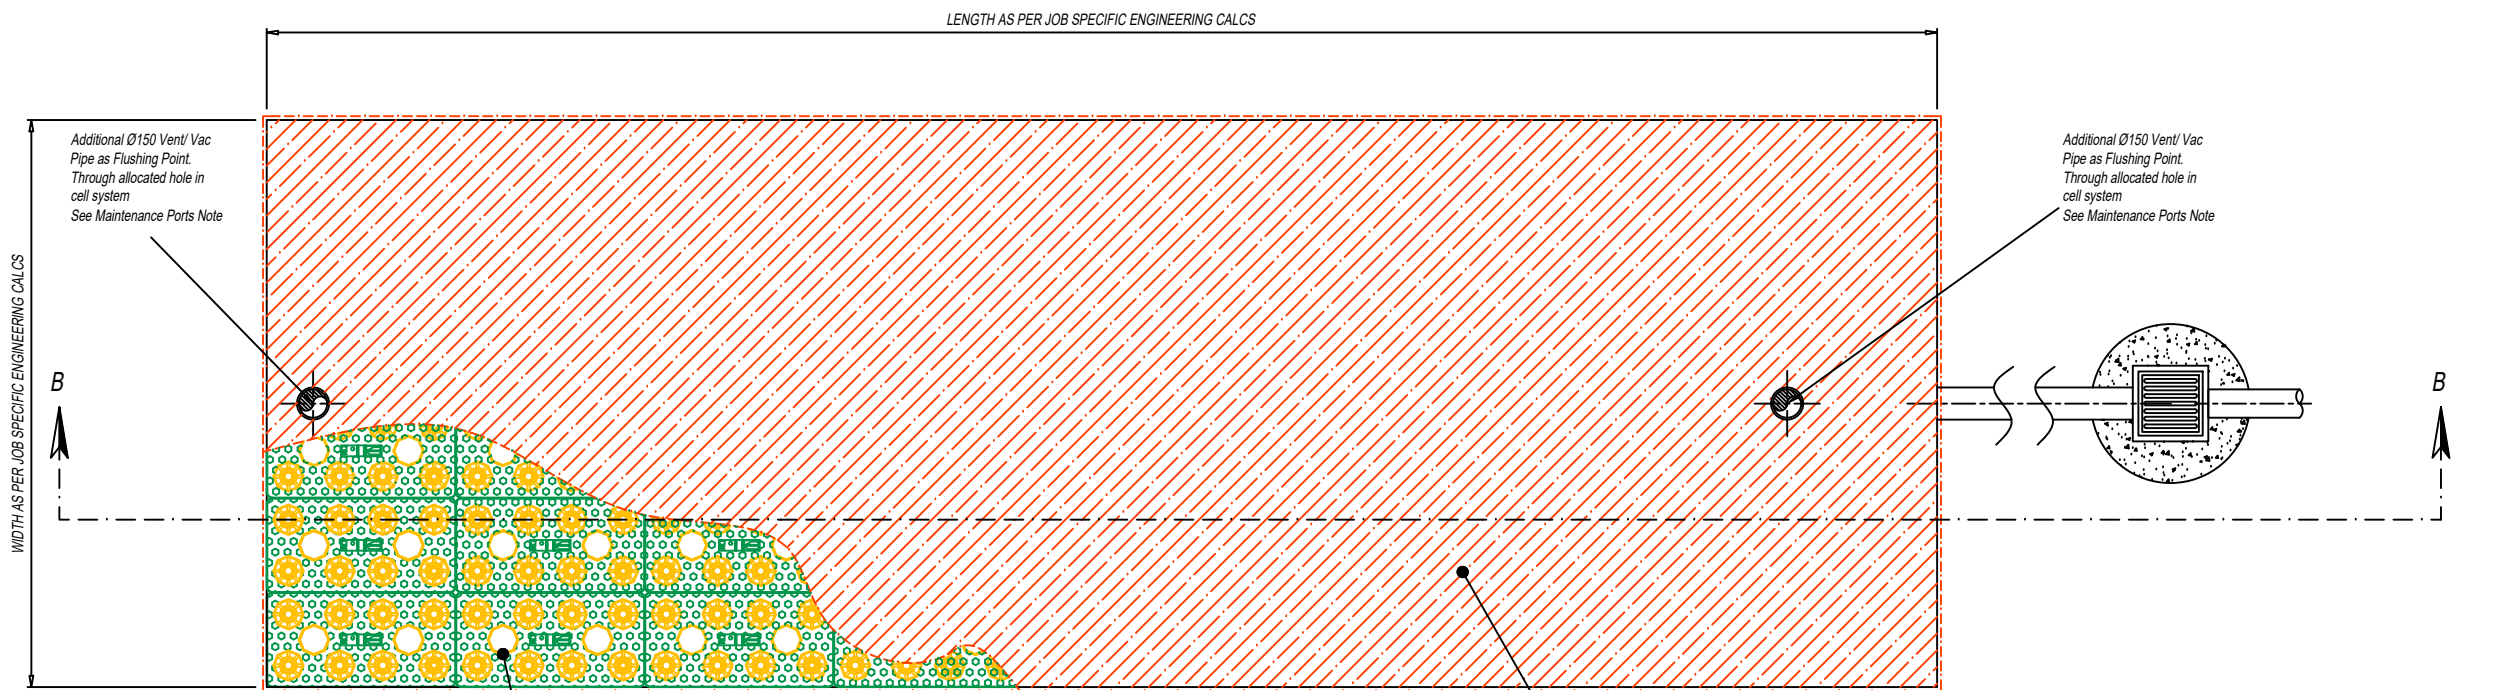 LENGTH AS PER JOB SPECIFIC ENGINEERING CALCS
Additional Ø150 Vent/ Vac
Pipe as Flushing Point.
Through allocated hole in
cell system
See Maintenance Ports Note
Additional Ø150 Vent/ Vac
Pipe as Flushing Point.
Through allocated hole in
cell system
See Maintenance Ports Note
WIDTH AS PER JOB SPECIFIC ENGINEERING CALCS
B
B